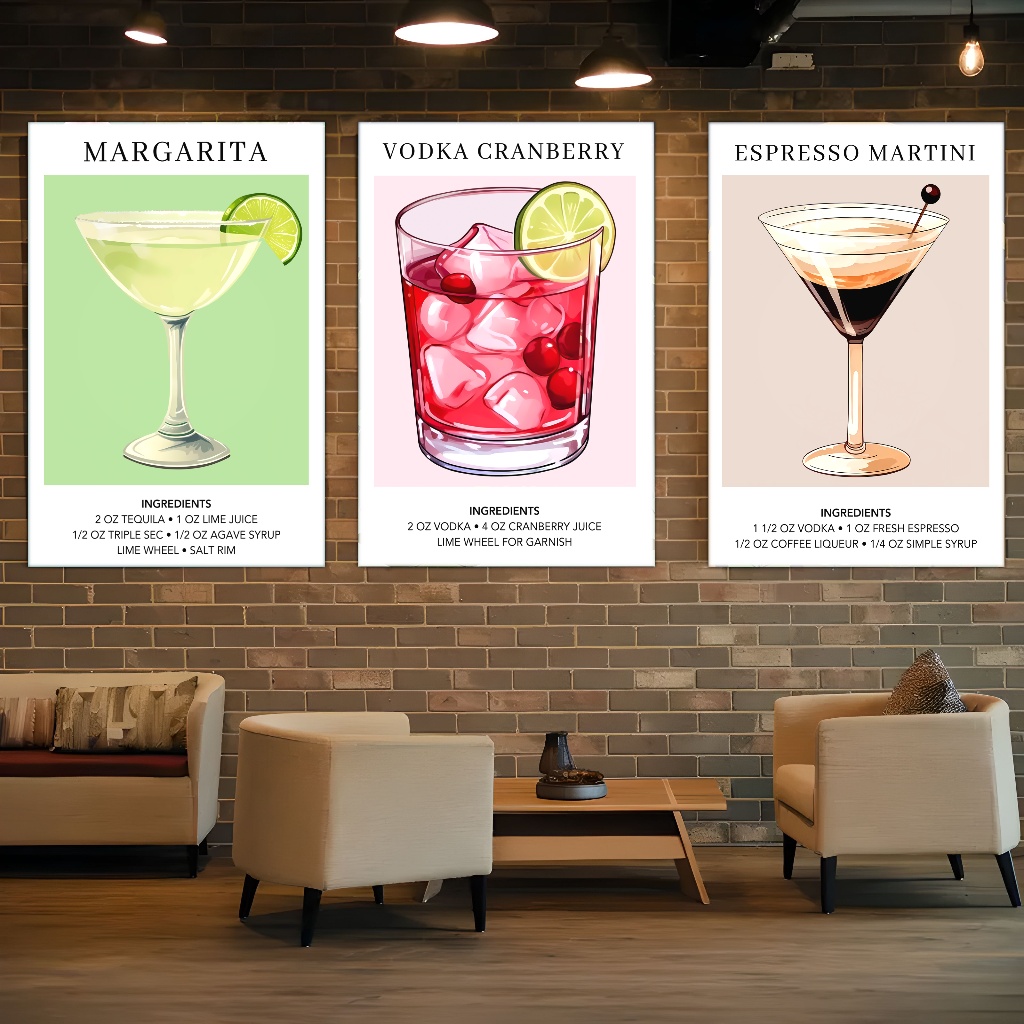 MARGARITA
INGREDIENTS
2 OZ TEQUILA • 1 OZ LIME JUICE
1/2 OZ TRIPLE SEC • 1/2 OZ AGAVE SYRUP
LIME WHEEL • SALT RIM
VODKA CRANBERRY
INGREDIENTS
2 OZ VODKA • 4 OZ CRANBERRY JUICE
LIME WHEEL FOR GARNISH
ESPRESSO MARTINI
INGREDIENTS
1 1/2 OZ VODKA • 1 OZ FRESH ESPRESSO
1/2 OZ COFFEE LIQUEUR • 1/4 OZ SIMPLE SYRUP